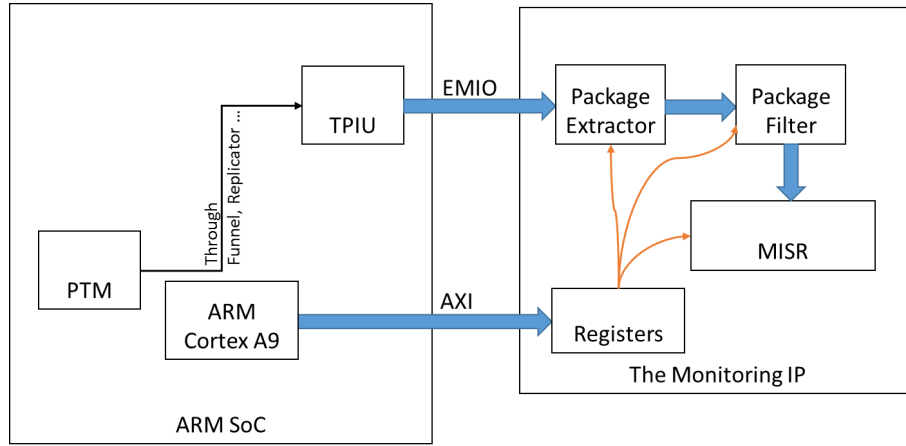 TPIU
EMIO
Package
Extractor
Package
Filter
Through
Funnel, Replicator ...
PTM
MISR
ARM
Cortex A9
AXI
Registers
The Monitoring IP
ARM SoC